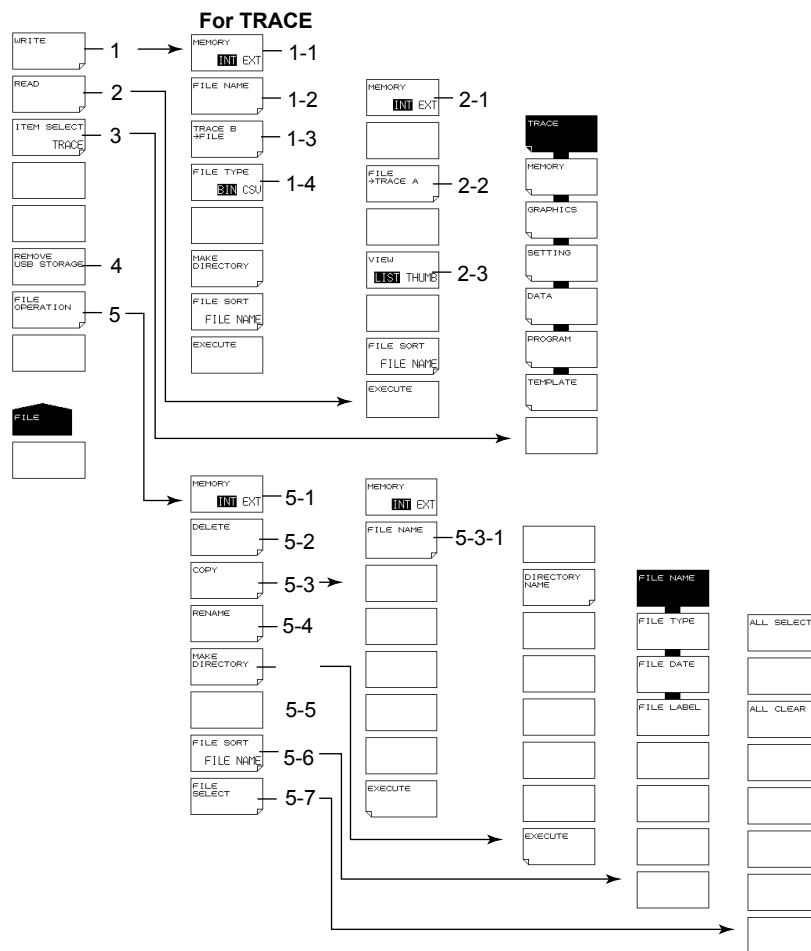 For TRACE
WRITE
1
READ
2
ITEM SELECT
TRACE
3
REMOVE
USB STORAGE
4
FILE
OPERATION
5
FILE
MEMORY
INT EXT
1-1
FILE NAME
1-2
TRACE B
→FILE
1-3
FILE TYPE
BIN CSV
1-4
MAKE
DIRECTORY
FILE SORT
FILE NAME
EXECUTE
MEMORY
INT EXT
2-1
FILE
→TRACE A
2-2
VIEW
LIST THUMB
2-3
FILE SORT
FILE NAME
EXECUTE
TRACE
MEMORY
GRAPHICS
SETTING
DATA
PROGRAM
TEMPLATE
MEMORY
INT EXT
5-1
DELETE
5-2
COPY
5-3
RENAME
5-4
MAKE
DIRECTORY
5-5
FILE SORT
FILE NAME
5-6
FILE
SELECT
5-7
MEMORY
INT EXT
FILE NAME
5-3-1
EXECUTE
DIRECTORY
NAME
EXECUTE
FILE NAME
FILE TYPE
FILE DATE
FILE LABEL
ALL SELECT
ALL CLEAR